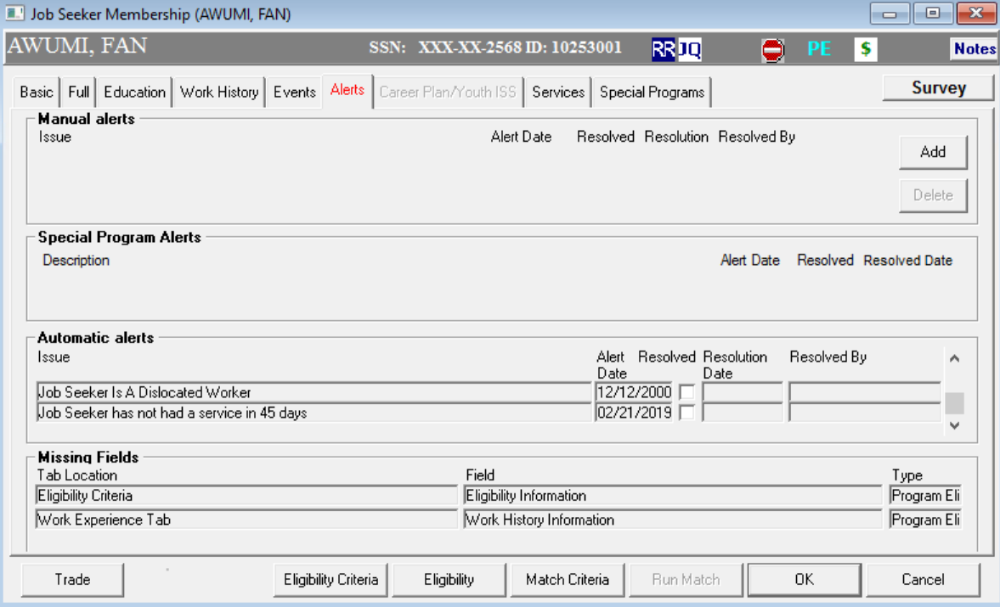 Job Seeker Membership (AWUMI, FAN)
AWUMI, FAN SSN: XXX-XX-2568 ID: 10253001 RR JQ PE $ Notes
Basic Full Education Work History Events Alerts Career Plan/Youth ISS Services Special Programs Survey
Manual alerts
Issue Alert Date Resolved Resolution Resolved By
Add
Delete
Special Program Alerts
Description Alert Date Resolved Resolved Date
Automatic alerts
Issue Alert Date Resolved Resolution Date Resolved By
Job Seeker Is A Dislocated Worker 12/12/2000
Job Seeker has not had a service in 45 days 02/21/2019
Missing Fields
Tab Location Field Type
Eligibility Criteria Eligibility Information Program Eli
Work Experience Tab Work History Information Program Eli
Trade Eligibility Criteria Eligibility Match Criteria Run Match OK Cancel